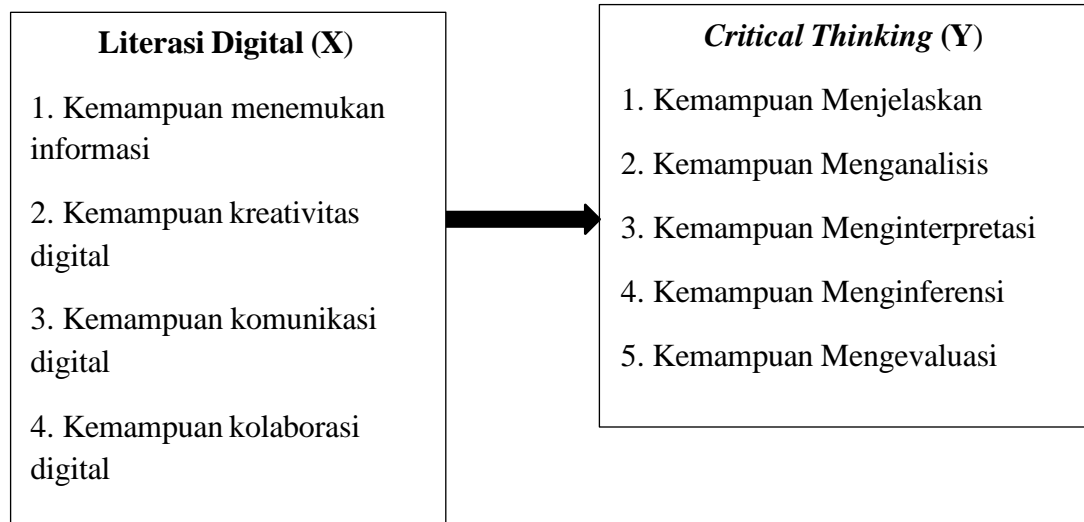 Literasi Digital (X)
1. Kemampuan menemukan
informasi
2. Kemampuan kreativitas
digital
3. Kemampuan komunikasi
digital
4. Kemampuan kolaborasi
digital
Critical Thinking (Y)
1. Kemampuan Menjelaskan
2. Kemampuan Menganalisis
3. Kemampuan Menginterpretasi
4. Kemampuan Menginferensi
5. Kemampuan Mengevaluasi